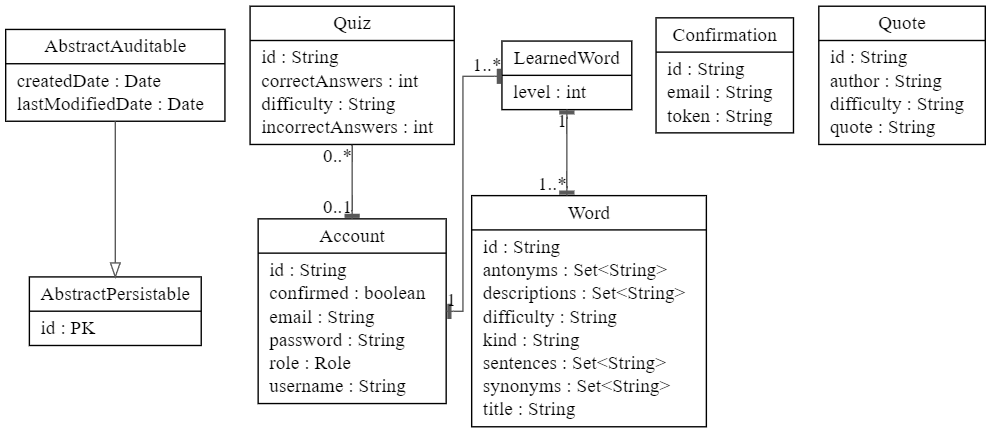 AbstractAuditable
createdDate : Date
lastModifiedDate : Date
AbstractPersistable
id : PK
Quiz
id : String
correctAnswers : int
difficulty : String
incorrectAnswers : int
0..*
0..1
Account
id : String
confirmed : boolean
email : String
password : String
role : Role
username : String
1
1..*
LearnedWord
level : int
1
1..*
Word
id : String
antonyms : Set<String>
descriptions : Set<String>
difficulty : String
kind : String
sentences : Set<String>
synonyms : Set<String>
title : String
Confirmation
id : String
email : String
token : String
Quote
id : String
author : String
difficulty : String
quote : String